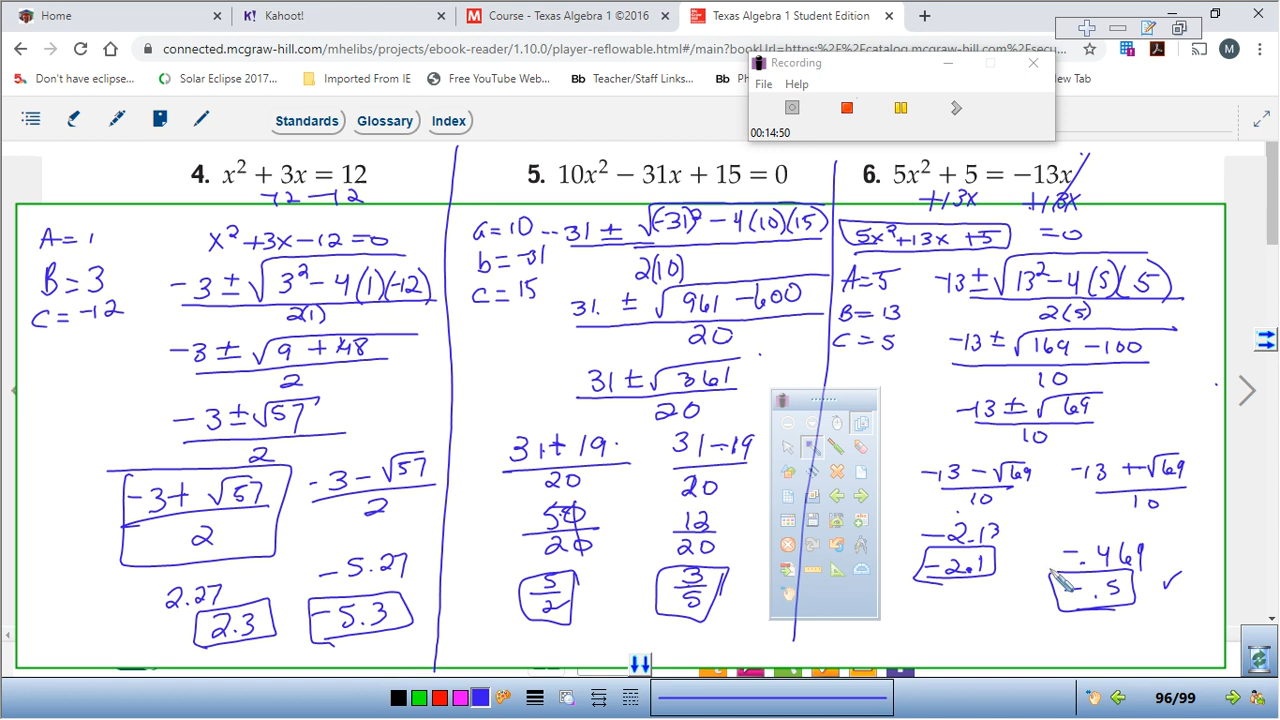 Home
Kahoot!
Course - Texas Algebra 1 ©2016
Texas Algebra 1 Student Edition
connected.mcgraw-hill.com/mhelibs/projects/ebook-reader/1.10.0/player-reflowable.html#/main?bookUrl=https:%2F%2Fcatalog.mcgraw-hill.com%2Fsecu...
M
Don't have eclipse...
Solar Eclipse 2017...
Imported From IE
Free YouTube Web...
Bb Teacher/Staff Links...
Bb
New Tab
Recording
File Help
00:14:50
Standards
Glossary
Index
4. x² + 3x = 12
-12 -12
A = 1
B = 3
C = -12
x² + 3x - 12 = 0
-3 ± √3² - 4(1)(-12)
2(1)
-3 ± √9 + 48
2
-3 ± √57
2
-3 + √57
2
-3 - √57
2
2.27
2.3
-5.27
-5.3
5. 10x² − 31x + 15 = 0
a = 10
b = -31
c = 15
--31 ± √(-31)² - 4(10)(15)
2(10)
31 ± √961 - 600
20
31 ± √361
20
31 + 19
20
31 - 19
20
50
20
12
20
5
2
3
5
6. 5x² + 5 = −13x
+13x +13x
5x² + 13x + 5 = 0
A = 5
B = 13
C = 5
-13 ± √13² - 4(5)(5)
2(5)
-13 ± √169 - 100
10
-13 ± √69
10
-13 - √69
10
-13 + √69
10
-2.13
-2.1
-.469
-.5 ✓
96/99